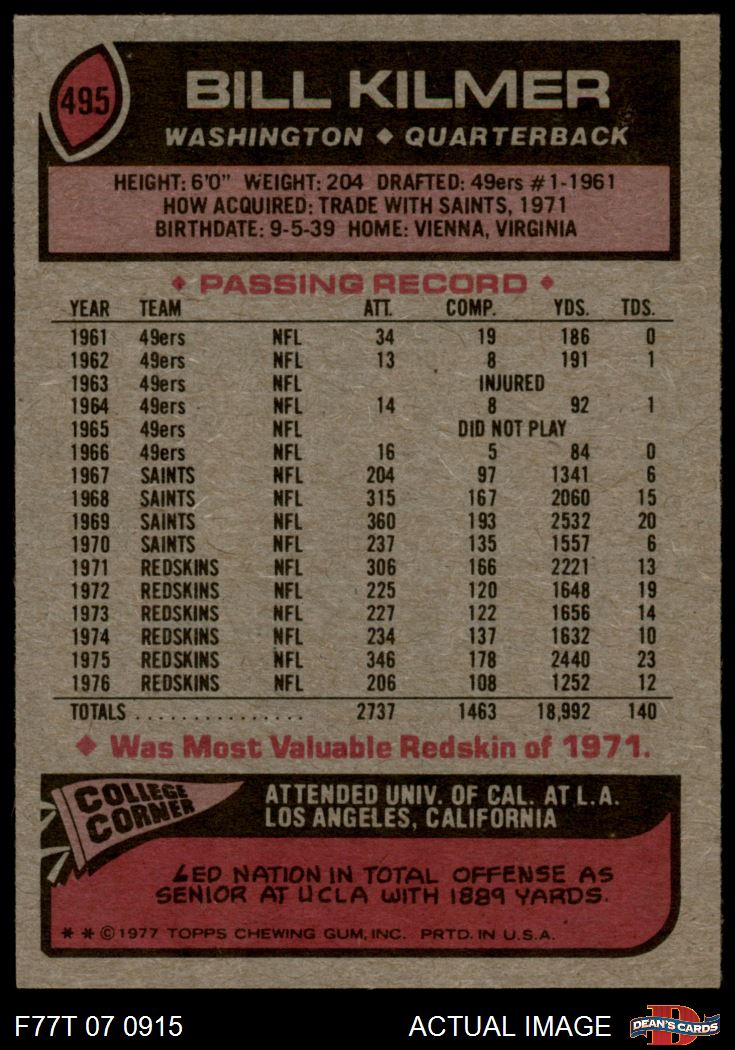 495
BILL KILMER
WASHINGTON ◆ QUARTERBACK
HEIGHT: 6'0" WEIGHT: 204 DRAFTED: 49ers #1-1961
HOW ACQUIRED: TRADE WITH SAINTS, 1971
BIRTHDATE: 9-5-39 HOME: VIENNA, VIRGINIA
◆ PASSING RECORD ◆
YEAR TEAM ATT. COMP. YDS. TDS.
1961 49ers NFL 34 19 186 0
1962 49ers NFL 13 8 191 1
1963 49ers NFL INJURED
1964 49ers NFL 14 8 92 1
1965 49ers NFL DID NOT PLAY
1966 49ers NFL 16 5 84 0
1967 SAINTS NFL 204 97 1341 6
1968 SAINTS NFL 315 167 2060 15
1969 SAINTS NFL 360 193 2532 20
1970 SAINTS NFL 237 135 1557 6
1971 REDSKINS NFL 306 166 2221 13
1972 REDSKINS NFL 225 120 1648 19
1973 REDSKINS NFL 227 122 1656 14
1974 REDSKINS NFL 234 137 1632 10
1975 REDSKINS NFL 346 178 2440 23
1976 REDSKINS NFL 206 108 1252 12
TOTALS ................ 2737 1463 18,992 140
◆ Was Most Valuable Redskin of 1971.
COLLEGE CORNER
ATTENDED UNIV. OF CAL. AT L.A.
LOS ANGELES, CALIFORNIA
LED NATION IN TOTAL OFFENSE AS
SENIOR AT UCLA WITH 1889 YARDS.
* * ©1977 TOPPS CHEWING GUM, INC. PRTD. IN U.S.A.
F77T 07 0915 ACTUAL IMAGE D DEAN'S CARDS